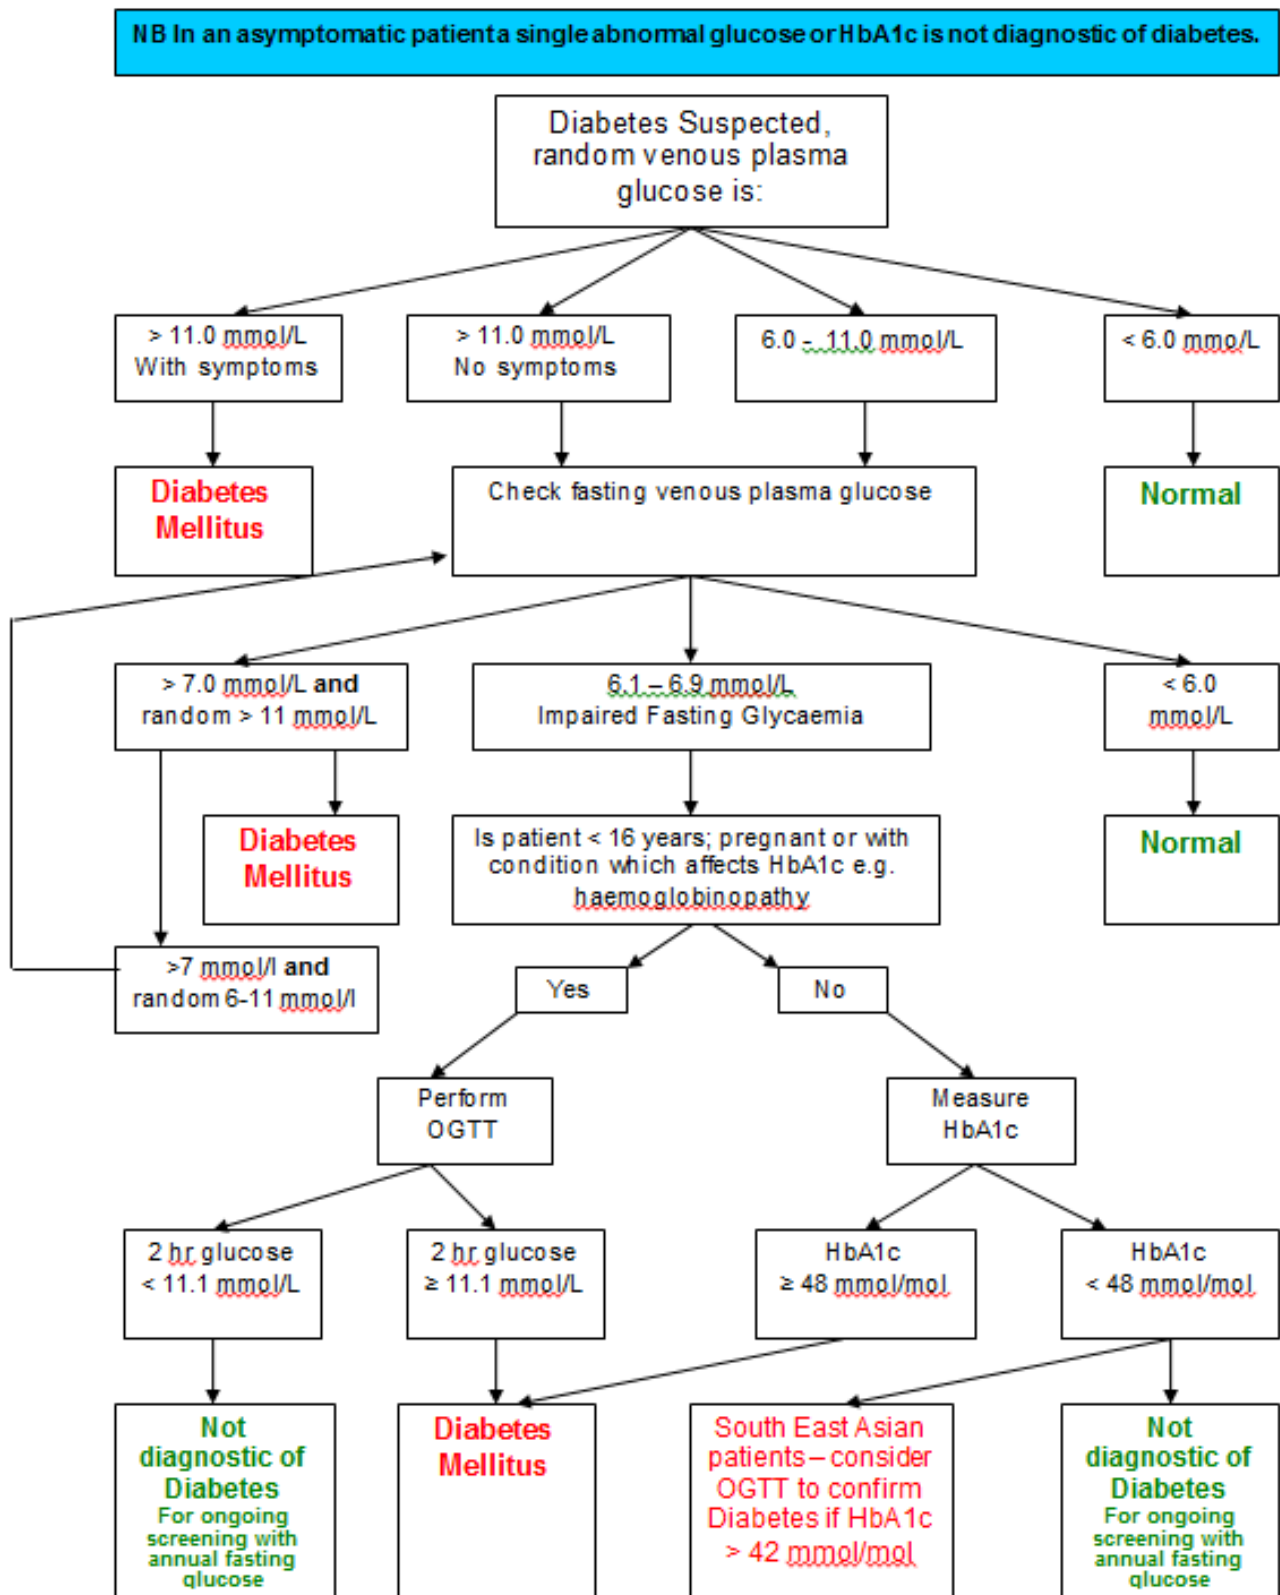 NB In an asymptomatic patient a single abnormal glucose or HbA1c is not diagnostic of diabetes.
Diabetes Suspected,
random venous plasma
glucose is:
> 11.0 mmol/L
With symptoms
> 11.0 mmol/L
No symptoms
6.0 - 11.0 mmol/L
< 6.0 mmo/L
Diabetes
Mellitus
Check fasting venous plasma glucose
Normal
> 7.0 mmol/L and
random > 11 mmol/L
6.1 – 6.9 mmol/L
Impaired Fasting Glycaemia
< 6.0
mmol/L
Diabetes
Mellitus
Is patient < 16 years; pregnant or with
condition which affects HbA1c e.g.
haemoglobinopathy
Normal
>7 mmol/l and
random 6-11 mmol/l
Yes
No
Perform
OGTT
Measure
HbA1c
2 hr glucose
< 11.1 mmol/L
2 hr glucose
≥ 11.1 mmol/L
HbA1c
≥ 48 mmol/mol
HbA1c
< 48 mmol/mol
Not
diagnostic of
Diabetes
For ongoing
screening with
annual fasting
glucose
Diabetes
Mellitus
South East Asian
patients – consider
OGTT to confirm
Diabetes if HbA1c
> 42 mmol/mol
Not
diagnostic of
Diabetes
For ongoing
screening with
annual fasting
glucose